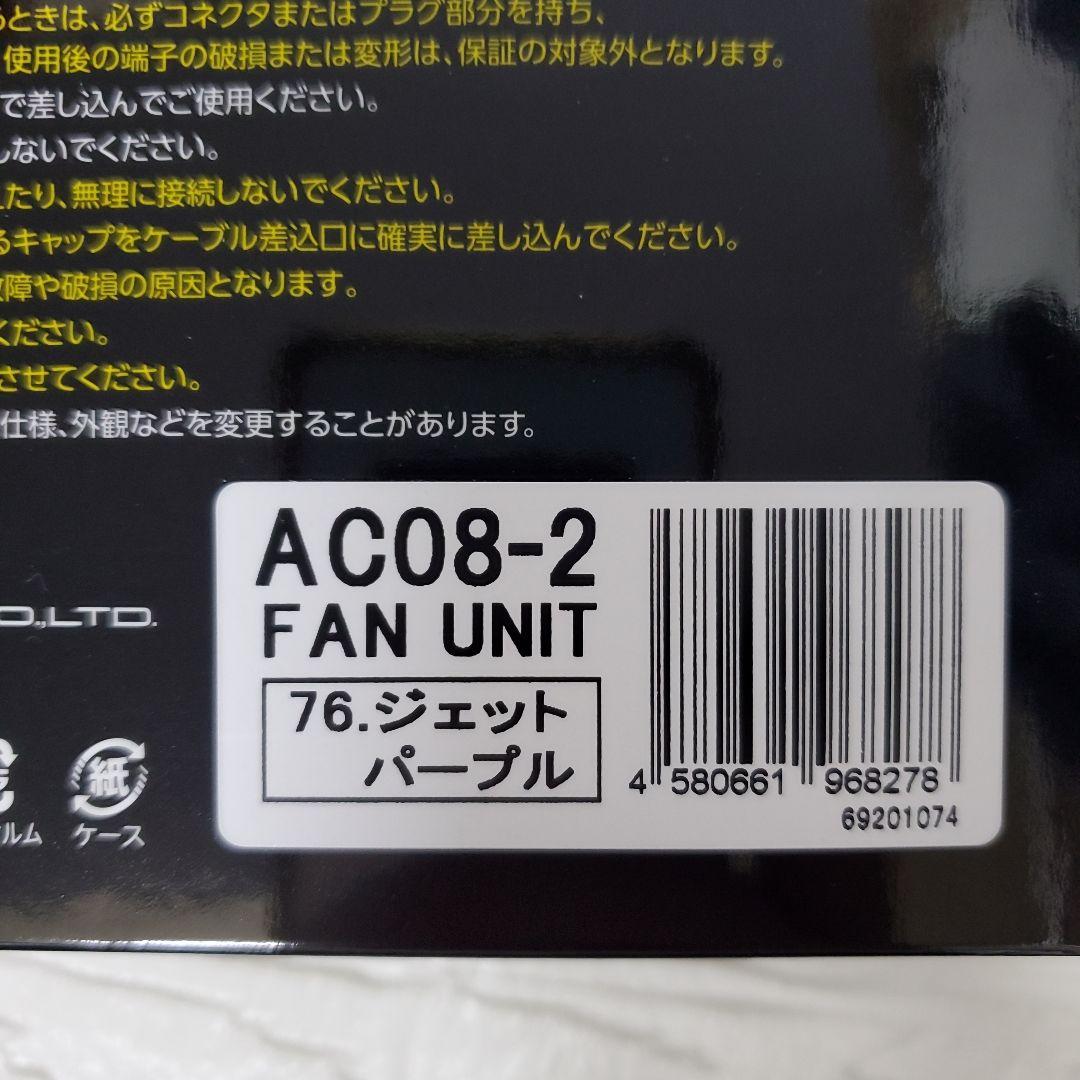 ときは、必ずコネクタまたはプラグ部分を持ち、
使用後の端子の破損または変形は、保証の対象外となります。
で差し込んでご使用ください。
しないでください。
たり、無理に接続しないでください。
るキャップをケーブル差込口に確実に差し込んでください。
故障や破損の原因となります。
ください。
させてください。
仕様、外観などを変更することがあります。
O.,LTD.
紙
ルム
ケース
AC08-2
FAN UNIT
76.ジェット
パープル
4 580661 968278
69201074